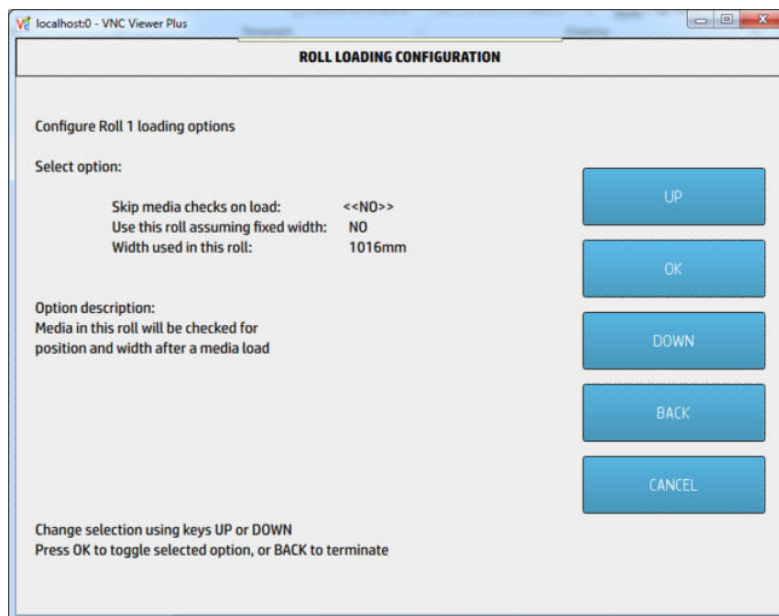 localhost:0 - VNC Viewer Plus
ROLL LOADING CONFIGURATION
Configure Roll 1 loading options
Select option:
Skip media checks on load: <<NO>>
Use this roll assuming fixed width: NO
Width used in this roll: 1016mm
Option description:
Media in this roll will be checked for
position and width after a media load
UP
OK
DOWN
BACK
CANCEL
Change selection using keys UP or DOWN
Press OK to toggle selected option, or BACK to terminate